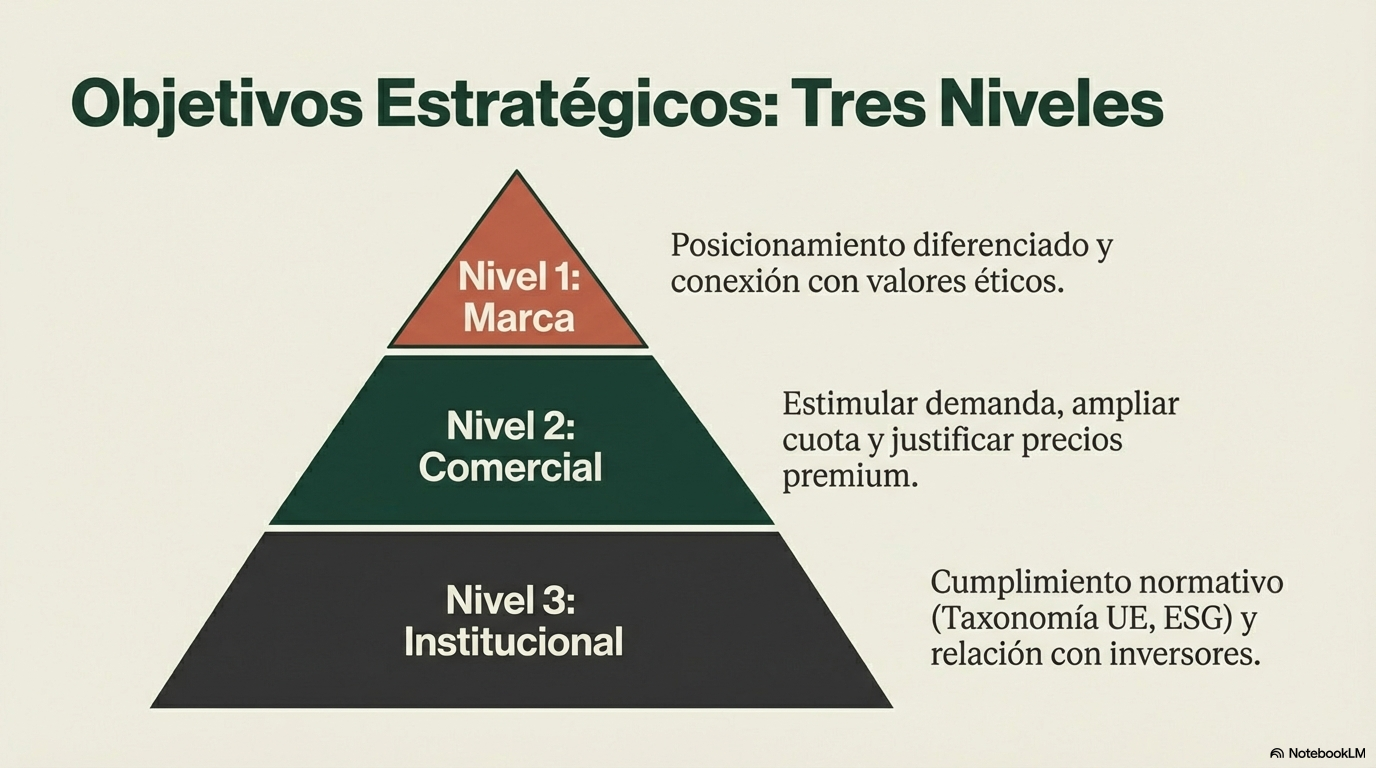 Objetivos Estratégicos: Tres Niveles
Nivel 1:
Marca
Posicionamiento diferenciado y
conexión con valores éticos.
Nivel 2:
Comercial
Estimular demanda, ampliar
cuota y justificar precios
premium.
Nivel 3:
Institucional
Cumplimiento normativo
(Taxonomía UE, ESG) y
relación con inversores.
NotebookLM